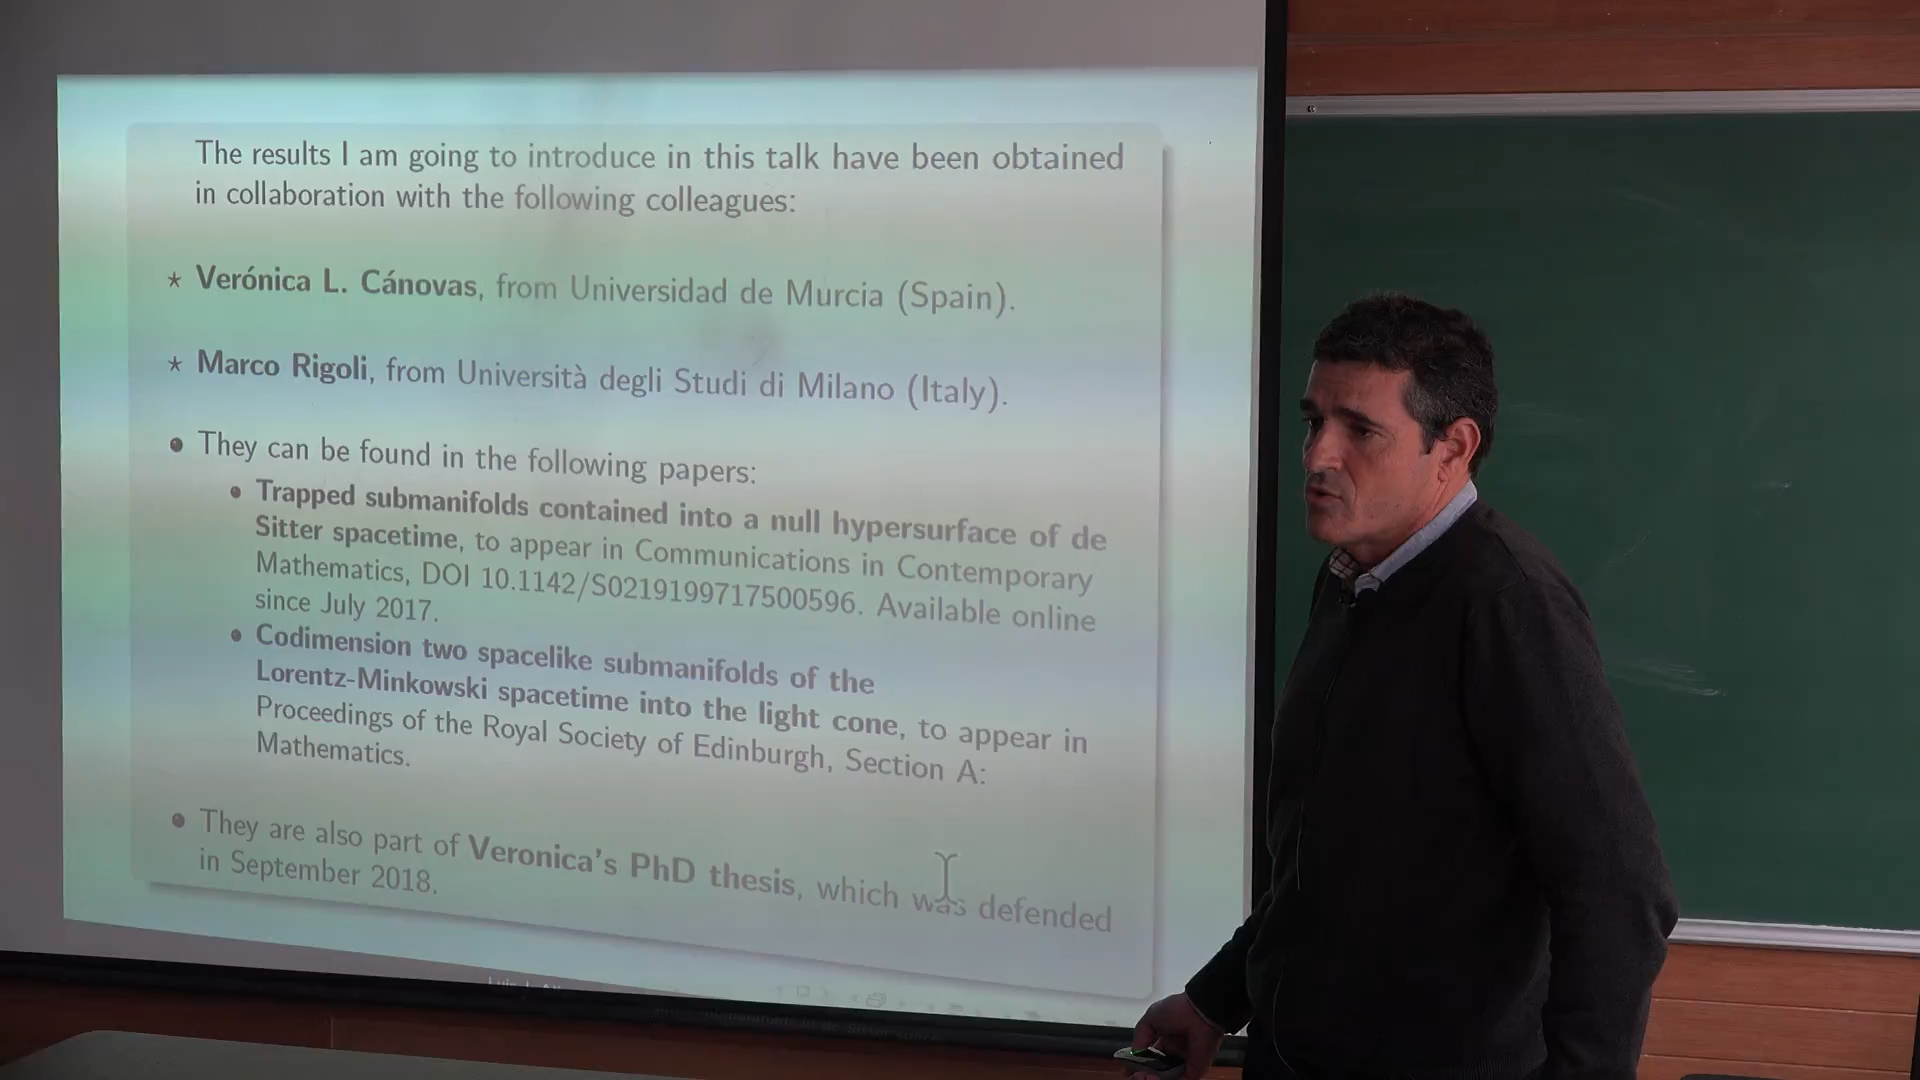 The results I am going to introduce in this talk have been obtained
in collaboration with the following colleagues:
⋆ Verónica L. Cánovas, from Universidad de Murcia (Spain).
⋆ Marco Rigoli, from Università degli Studi di Milano (Italy).
• They can be found in the following papers:
• Trapped submanifolds contained into a null hypersurface of de
Sitter spacetime, to appear in Communications in Contemporary
Mathematics, DOI 10.1142/S0219199717500596. Available online
since July 2017.
• Codimension two spacelike submanifolds of the
Lorentz-Minkowski spacetime into the light cone, to appear in
Proceedings of the Royal Society of Edinburgh, Section A:
Mathematics.
• They are also part of Veronica's PhD thesis, which was defended
in September 2018.